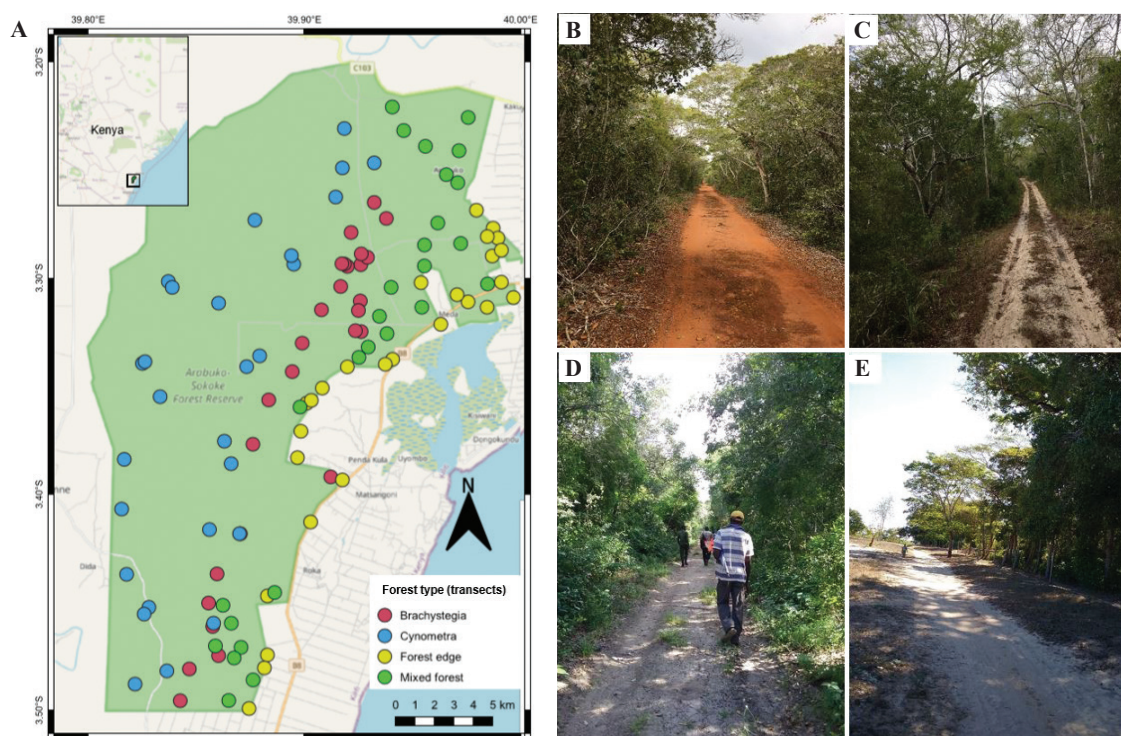 A
39.80°E
39.90°E
40.00°E
B
C
3.20°S
C103
Kenya
3.30°S
Meda
B8
Arabuko-
Sokoke
Forest Reserve
Uyombo
Dongokundu
Penda Kula
Matsangoni
3.40°S
N
Dida
Roka
Forest type (transects)
Brachystegia
Cynometra
Forest edge
Mixed forest
B8
0 1 2 3 4 5 km
3.50°S
D
E